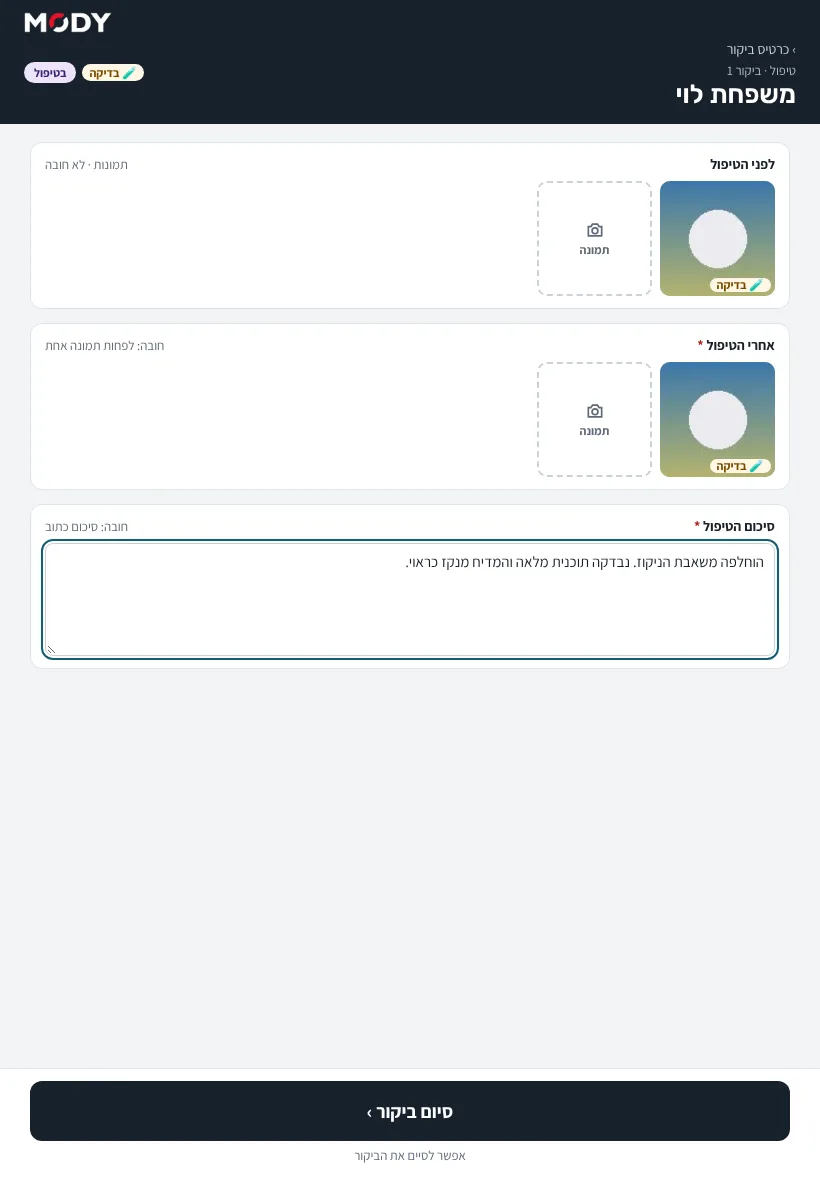 MODY
› כרטיס ביקור
טיפול · ביקור 1
משפחת לוי
בדיקה
בטיפול
לפני הטיפול
תמונות · לא חובה
בדיקה
תמונה
אחרי הטיפול *
חובה: לפחות תמונה אחת
בדיקה
תמונה
סיכום הטיפול *
חובה: סיכום כתוב
הוחלפה משאבת הניקוז. נבדקה תוכנית מלאה והמדיח מנקז כראוי.
סיום ביקור ›
אפשר לסיים את הביקור